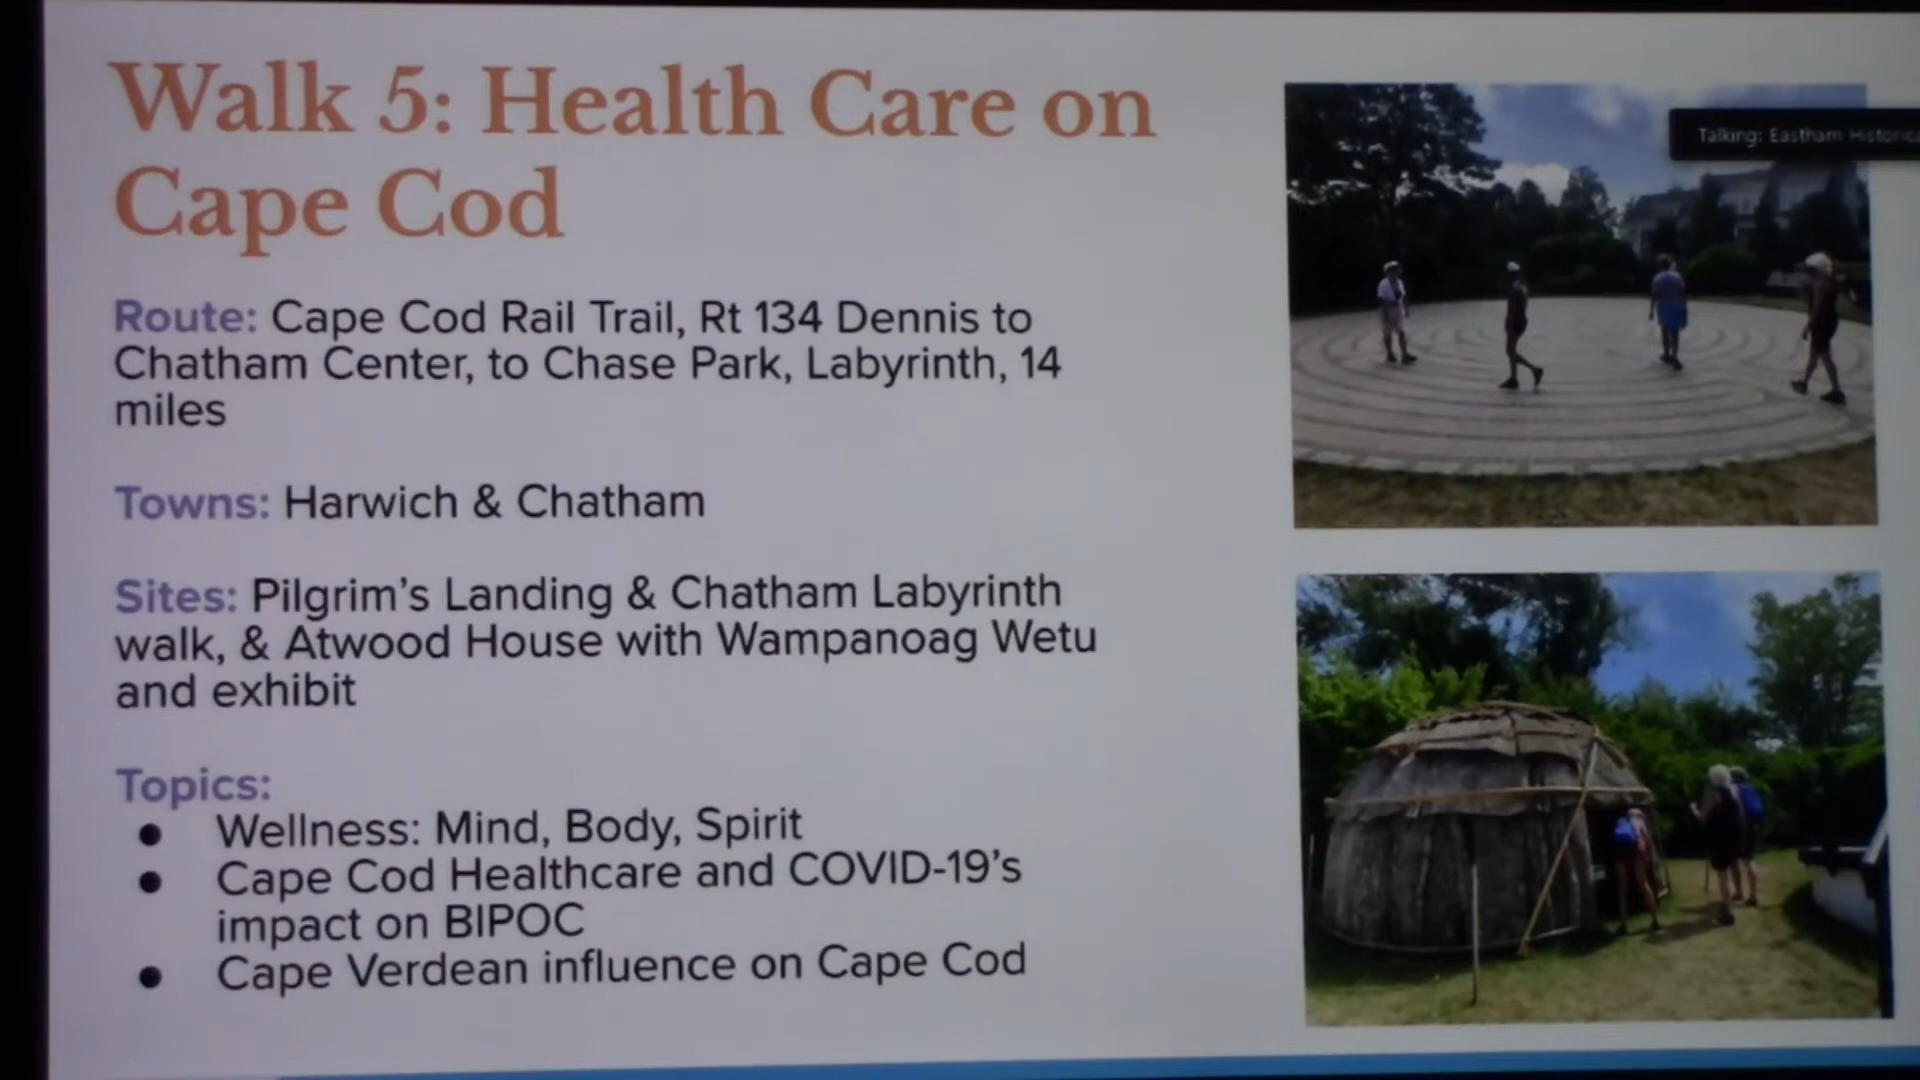 Walk 5: Health Care on
Cape Cod
Route: Cape Cod Rail Trail, Rt 134 Dennis to
Chatham Center, to Chase Park, Labyrinth, 14
miles
Towns: Harwich & Chatham
Sites: Pilgrim's Landing & Chatham Labyrinth
walk, & Atwood House with Wampanoag Wetu
and exhibit
Topics:
● Wellness: Mind, Body, Spirit
● Cape Cod Healthcare and COVID-19's
impact on BIPOC
● Cape Verdean influence on Cape Cod
Talking: Eastham